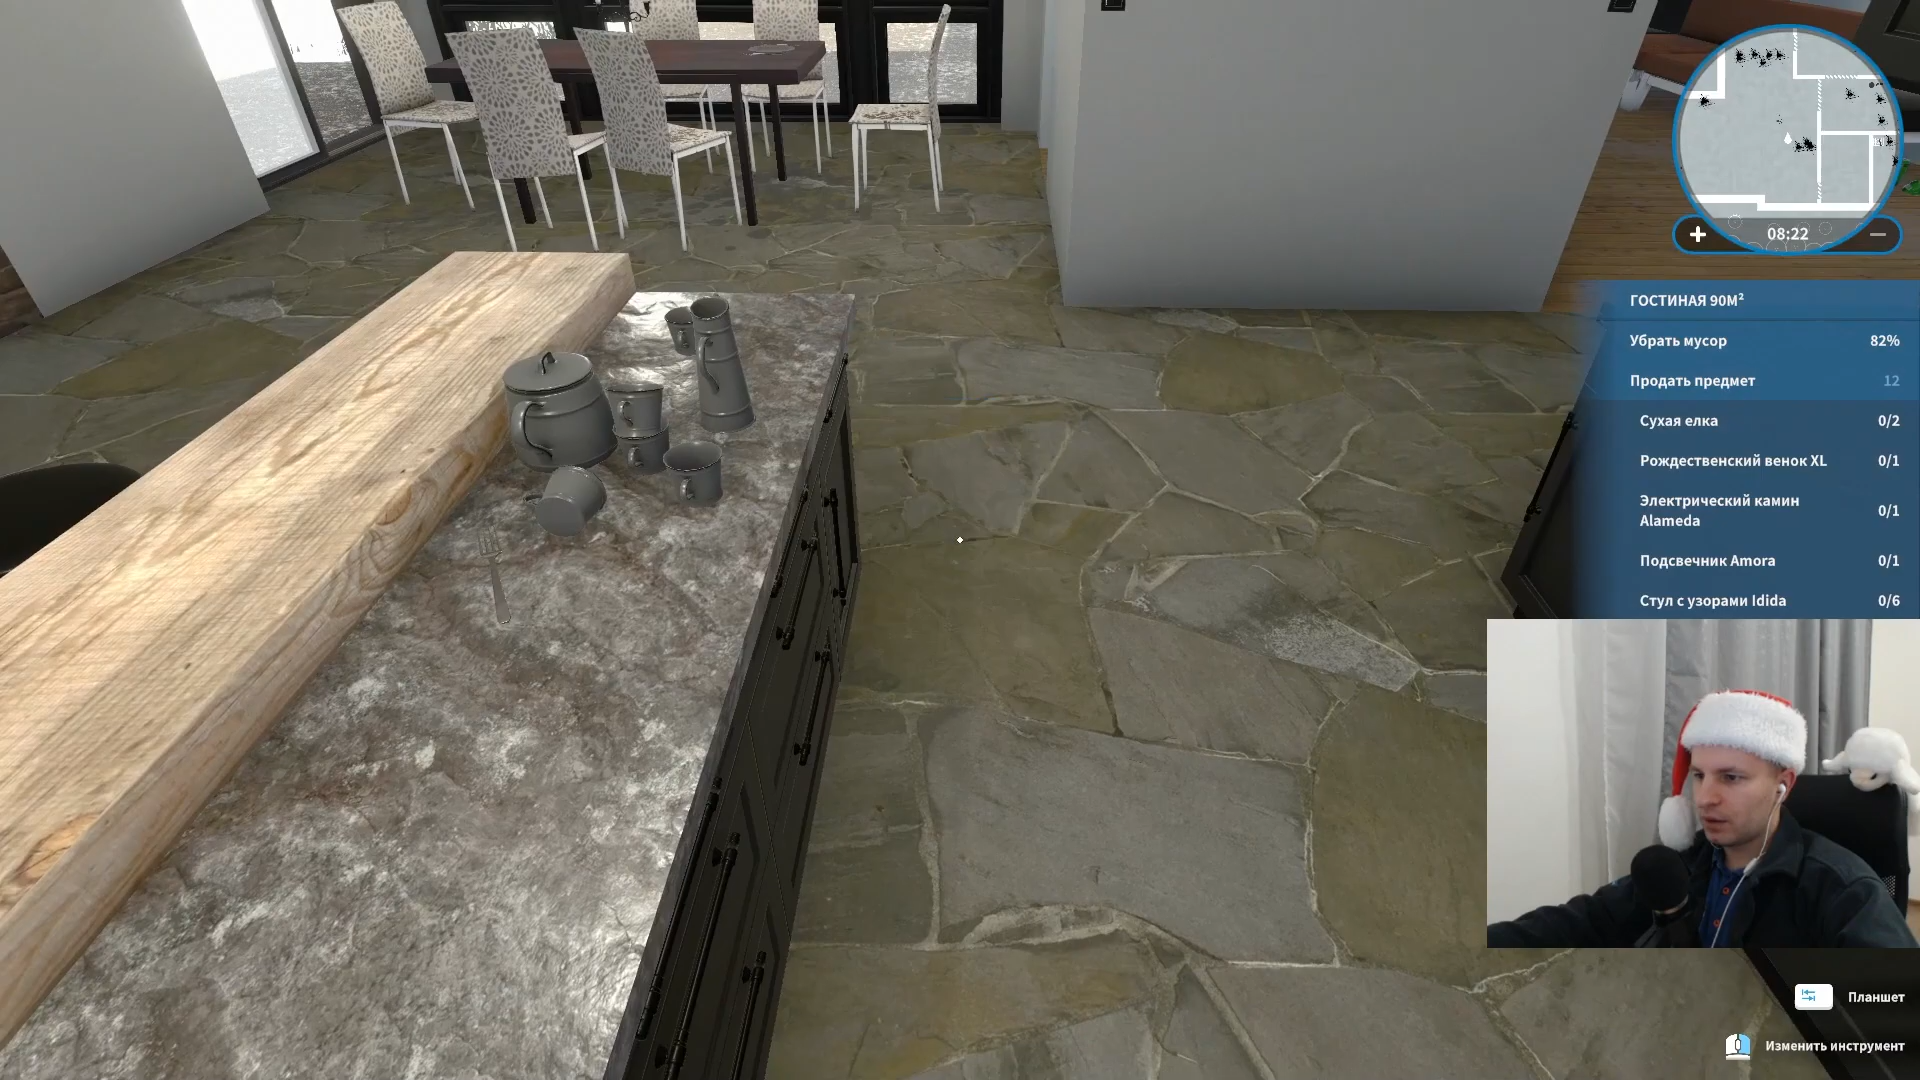 08:22
ГОСТИНАЯ 90М²
Убрать мусор 82%
Продать предмет 12
Сухая елка 0/2
Рождественский венок XL 0/1
Электрический камин
Alameda 0/1
Подсвечник Amora 0/1
Стул с узорами Idida 0/6
Планшет
Изменить инструмент